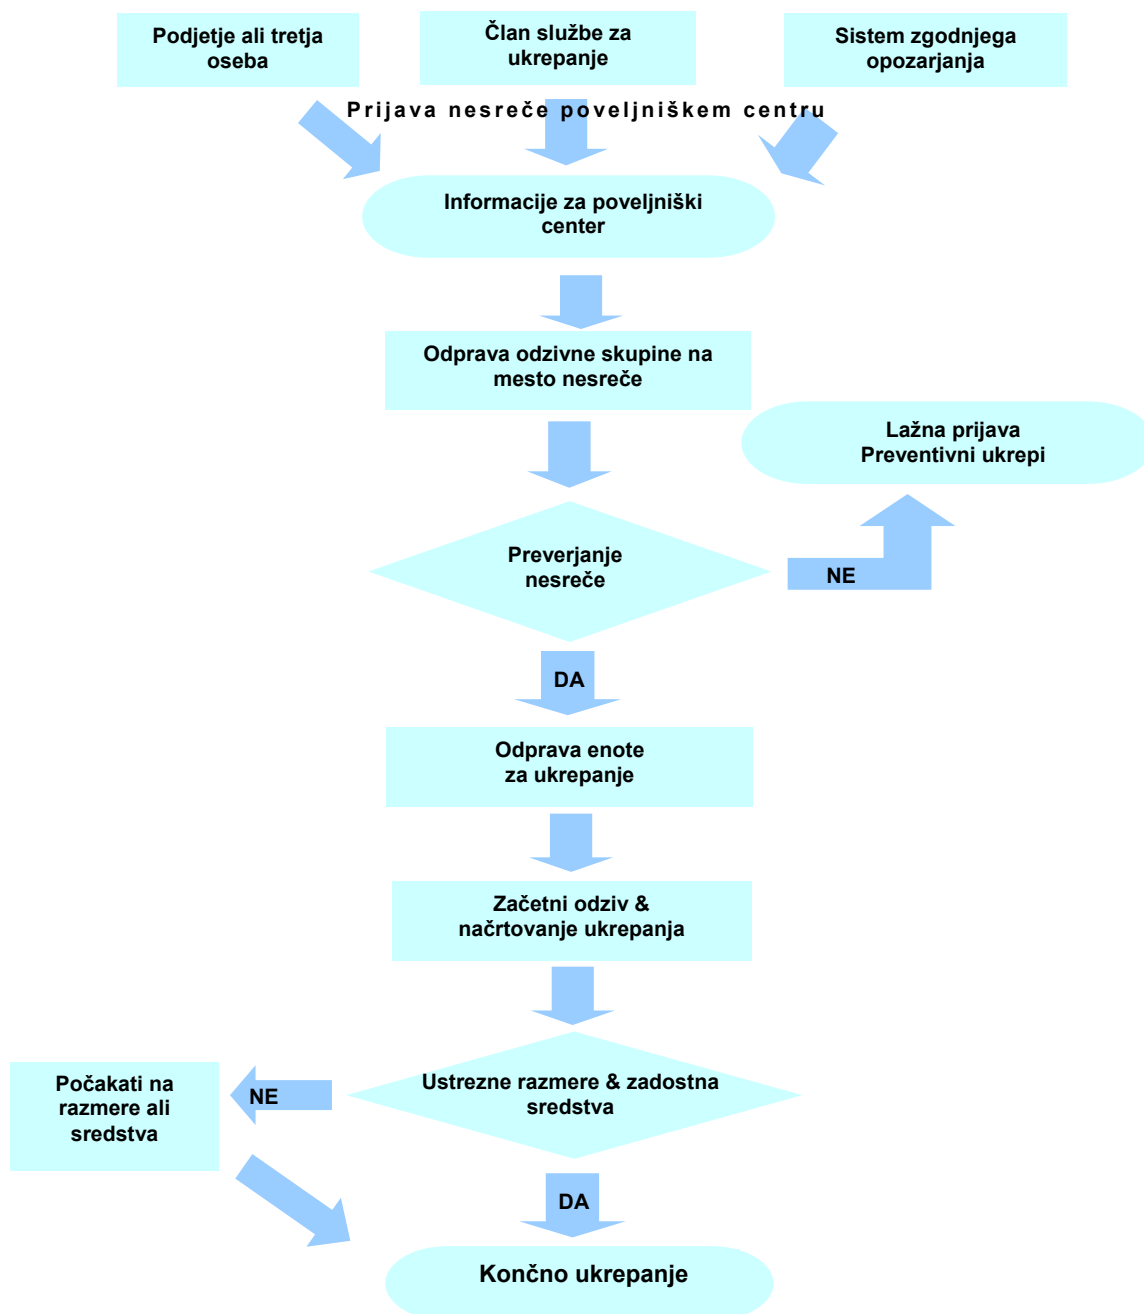 Podjetje ali tretja
oseba
Član službe za
ukrepanje
Sistem zgodnjega
opozarjanja
Prijava nesreče poveljniškem centru
Informacije za poveljniški
center
Odprava odzivne skupine na
mesto nesreče
Lažna prijava
Preventivni ukrepi
Preverjanje
nesreče
NE
DA
Odprava enote
za ukrepanje
Začetni odziv &
načrtovanje ukrepanja
Ustrezne razmere & zadostna
sredstva
NE
Počakati na
razmere ali
sredstva
DA
Končno ukrepanje